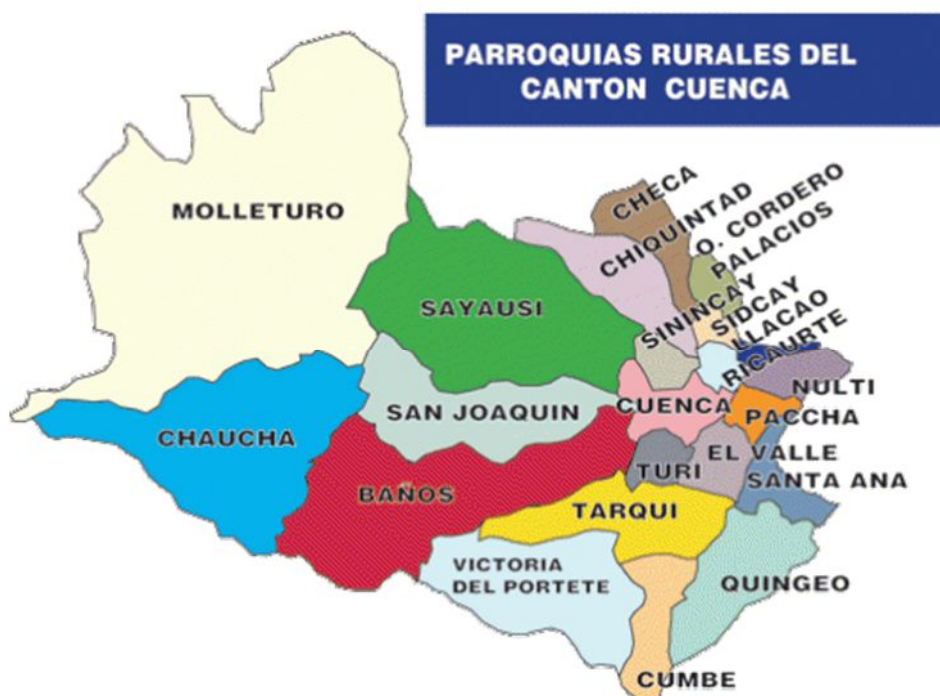 PARROQUIAS RURALES DEL
CANTON CUENCA
CHECA
CHIQUINTAD
O. CORDERO
PALACIOS
MOLLETURO
SAYAUSI
SININCAY
SIDCAY
LLACAO
RICAURTE
NULTI
CUENCA
PACCHA
SAN JOAQUIN
CHAUCHA
EL VALLE
TURI
SANTA ANA
BAÑOS
TARQUI
VICTORIA
DEL PORTETE
QUINGEO
CUMBE